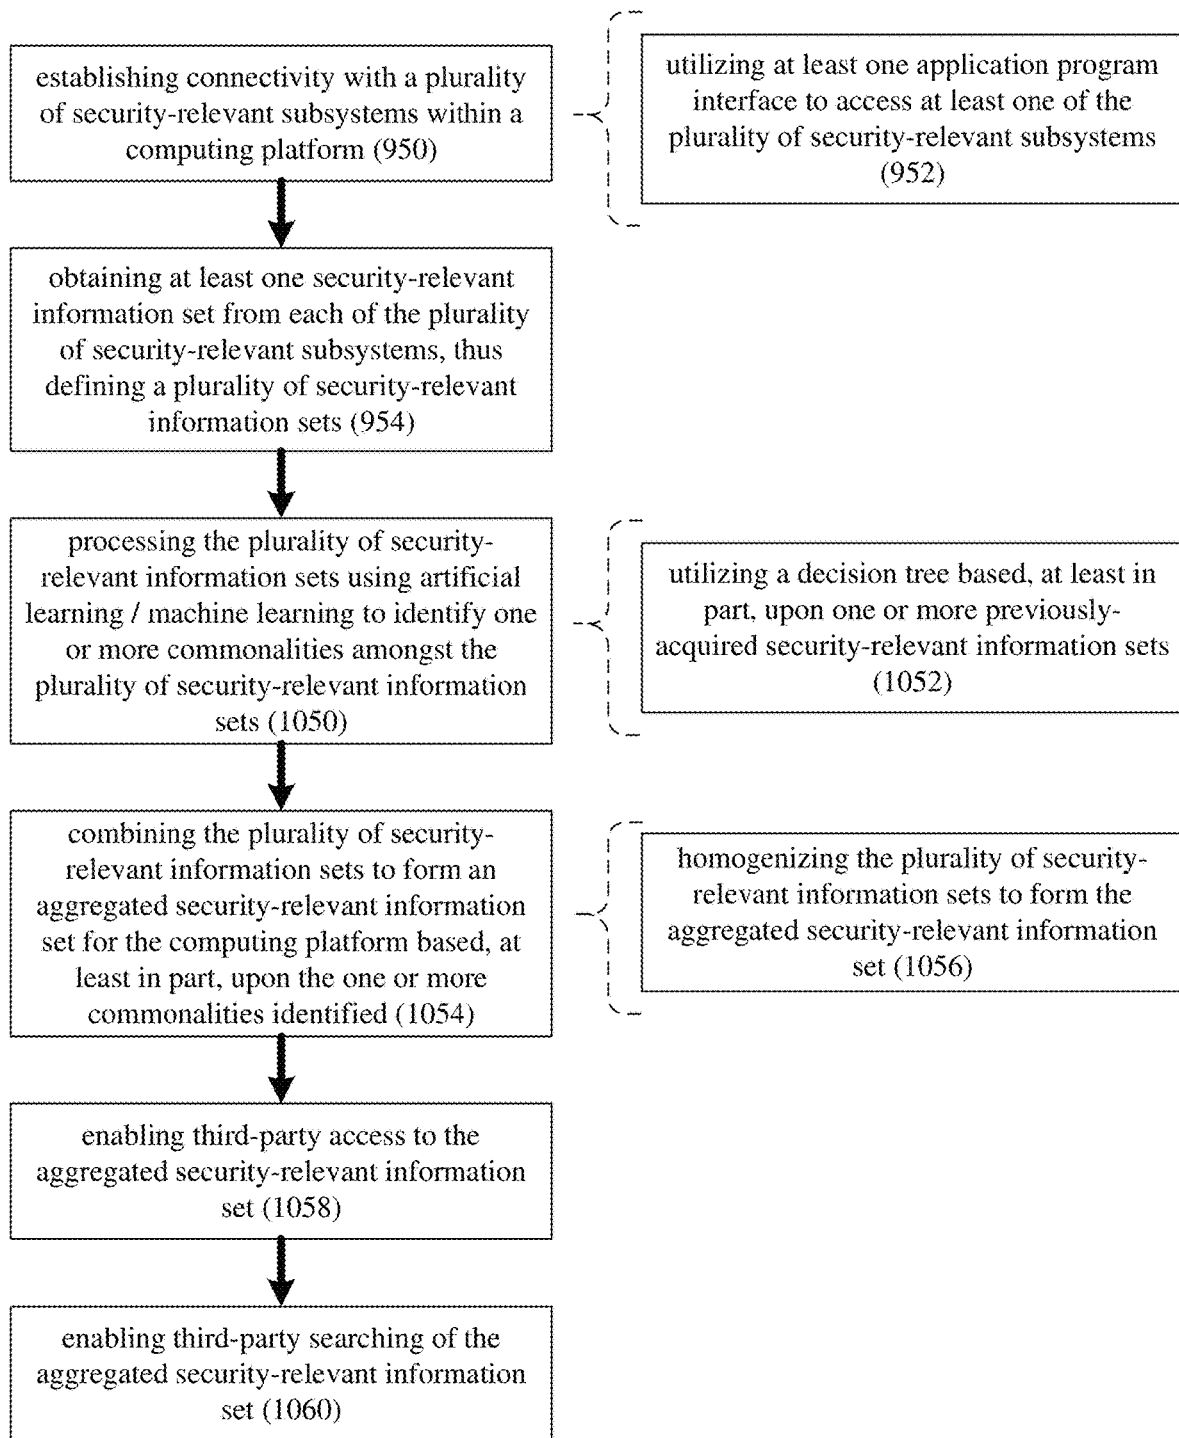 establishing connectivity with a plurality
of security-relevant subsystems within a
computing platform (950)
utilizing at least one application program
interface to access at least one of the
plurality of security-relevant subsystems
(952)
obtaining at least one security-relevant
information set from each of the plurality
of security-relevant subsystems, thus
defining a plurality of security-relevant
information sets (954)
processing the plurality of security-
relevant information sets using artificial
learning / machine learning to identify one
or more commonalities amongst the
plurality of security-relevant information
sets (1050)
utilizing a decision tree based, at least in
part, upon one or more previously-
acquired security-relevant information sets
(1052)
combining the plurality of security-
relevant information sets to form an
aggregated security-relevant information
set for the computing platform based, at
least in part, upon the one or more
commonalities identified (1054)
homogenizing the plurality of security-
relevant information sets to form the
aggregated security-relevant information
set (1056)
enabling third-party access to the
aggregated security-relevant information
set (1058)
enabling third-party searching of the
aggregated security-relevant information
set (1060)